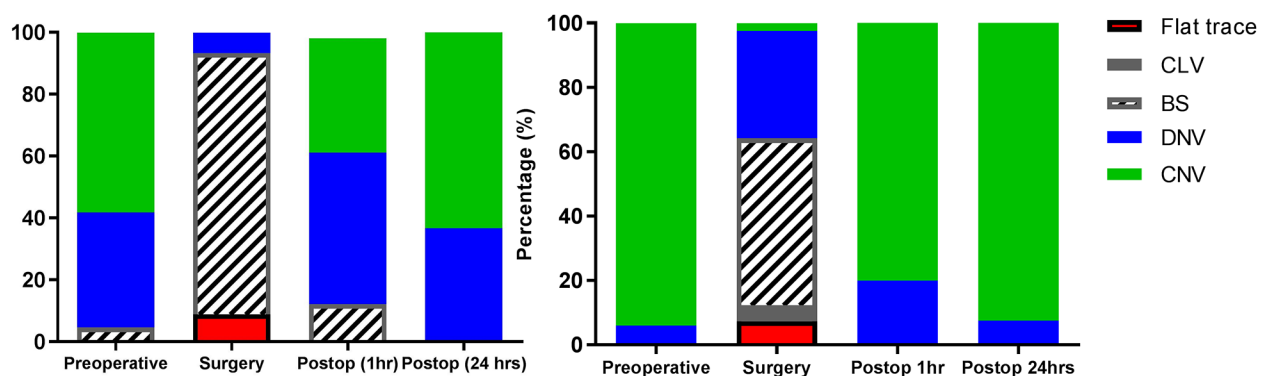 100
80
60
40
20
0
Preoperative Surgery Postop (1hr) Postop (24 hrs)
Percentage (%)
100
80
60
40
20
0
Preoperative Surgery Postop 1hr Postop 24hrs
Flat trace
CLV
BS
DNV
CNV